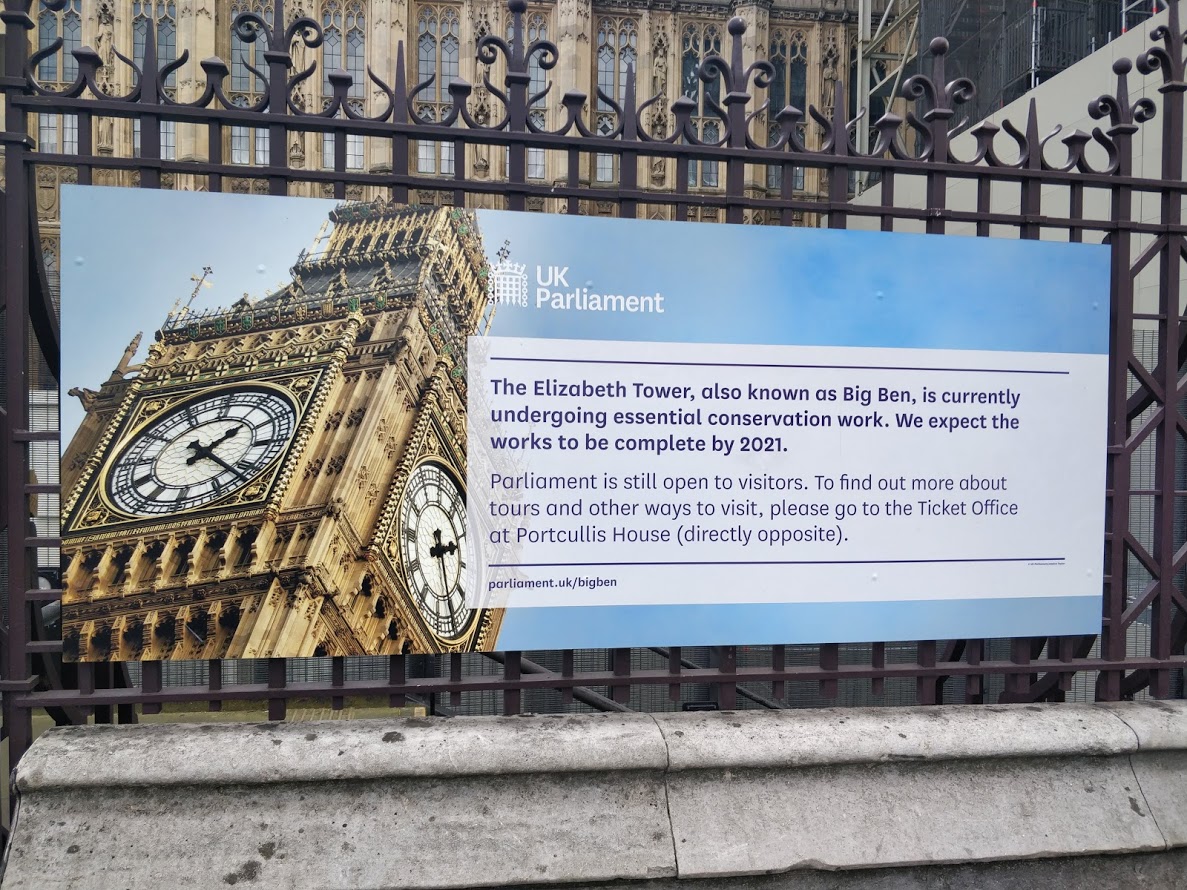 UK
Parliament
The Elizabeth Tower, also known as Big Ben, is currently
undergoing essential conservation work. We expect the
works to be complete by 2021.
Parliament is still open to visitors. To find out more about
tours and other ways to visit, please go to the Ticket Office
at Portcullis House (directly opposite).
parliament.uk/bigben